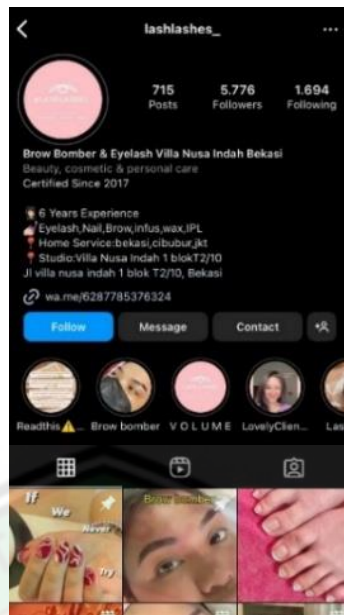 lashlashes_
715
5.776
1.694
Posts
Followers
Following
Brow Bomber & Eyelash Villa Nusa Indah Bekasi
Beauty, cosmetic & personal care
Certified Since 2017
6 Years Experience
Eyelash,Nail,Brow,infus,wax,IPL
Home Service:bekasi,cibubur,jkt
Studio:Villa Nusa Indah 1 blokT2/10
Jl villa nusa indah 1 blok T2/10, Bekasi
wa.me/6287785376324
Follow
Message
Contact
Readthis⚠️...
Brow bomber
V O L U M E
LovelyClien...
Las
If
We
Never
Try
Brow bomber